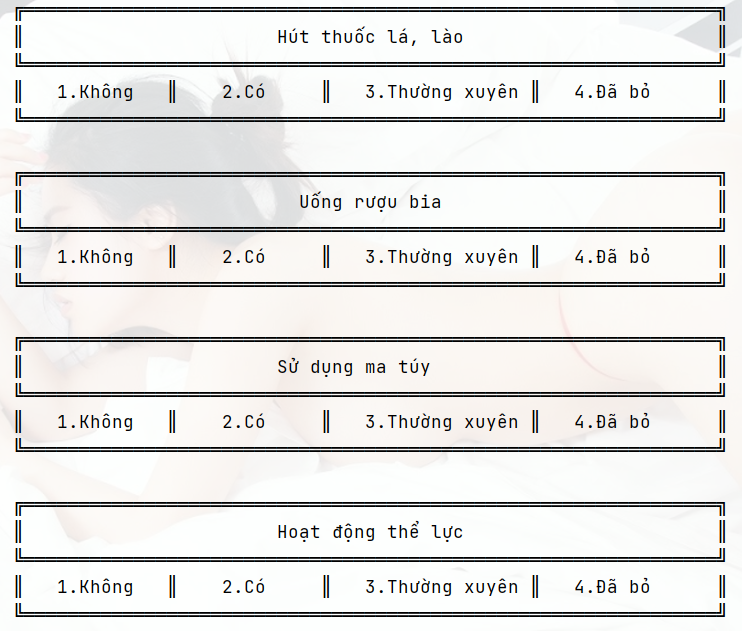 Hút thuốc lá, lào
1.Không 2.Có 3.Thường xuyên 4.Đã bỏ
Uống rượu bia
1.Không 2.Có 3.Thường xuyên 4.Đã bỏ
Sử dụng ma túy
1.Không 2.Có 3.Thường xuyên 4.Đã bỏ
Hoạt động thể lực
1.Không 2.Có 3.Thường xuyên 4.Đã bỏ